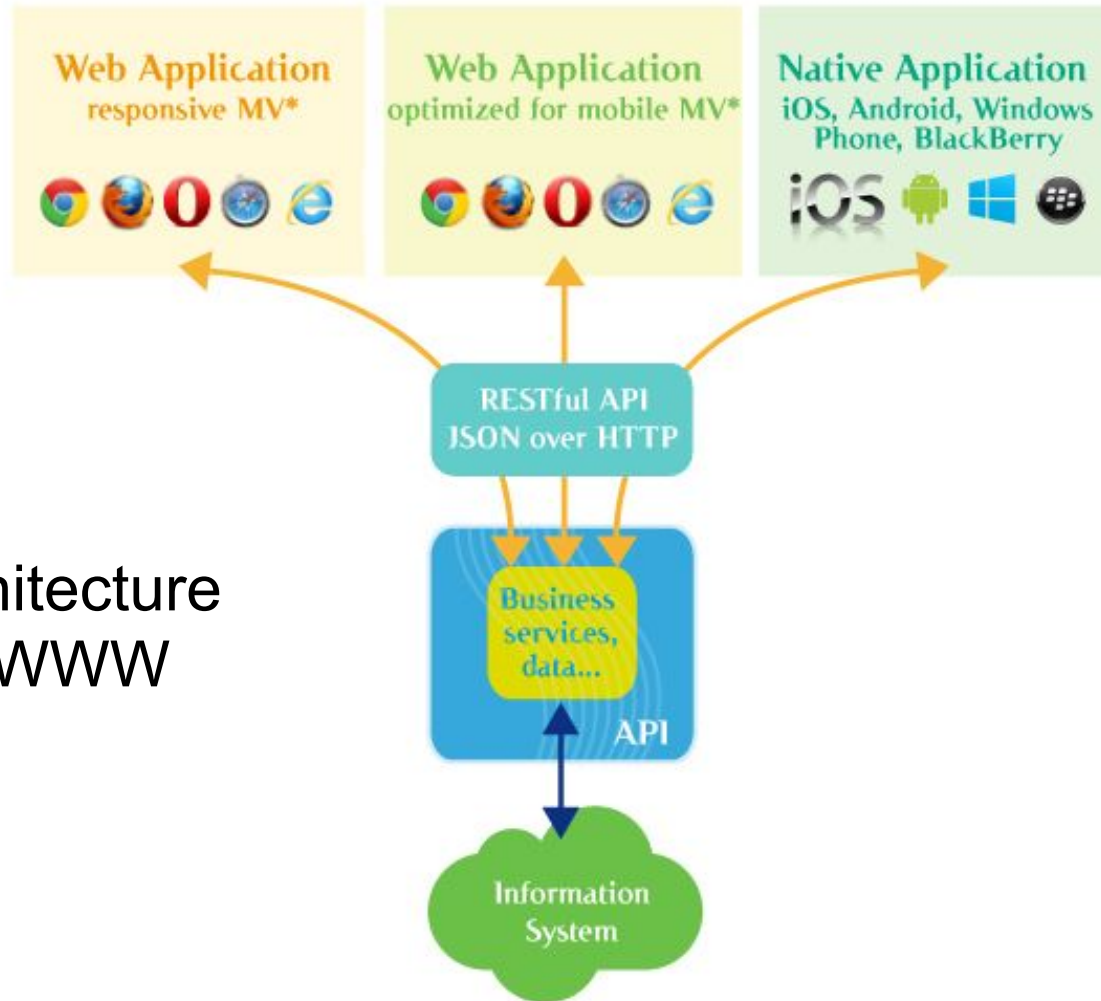 Web Application
responsive MV*
Web Application
optimized for mobile MV*
Native Application
iOS, Android, Windows
Phone, BlackBerry
iOS
RESTful API
JSON over HTTP
hitecture
WWW
Business
services,
data...
API
Information
System